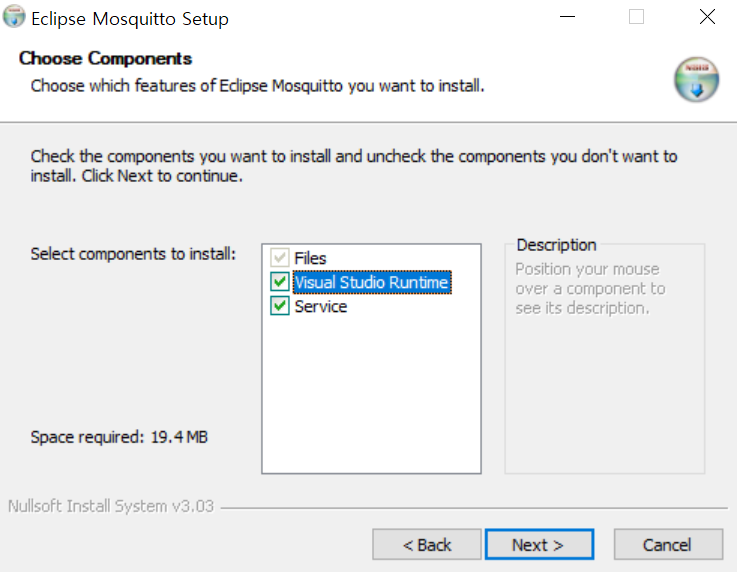 Eclipse Mosquitto Setup
Choose Components
Choose which features of Eclipse Mosquitto you want to install.
Check the components you want to install and uncheck the components you don't want to
install. Click Next to continue.
Select components to install:
Files
Visual Studio Runtime
Service
Description
Position your mouse
over a component to
see its description.
Space required: 19.4 MB
Nullsoft Install System v3.03
< Back
Next >
Cancel